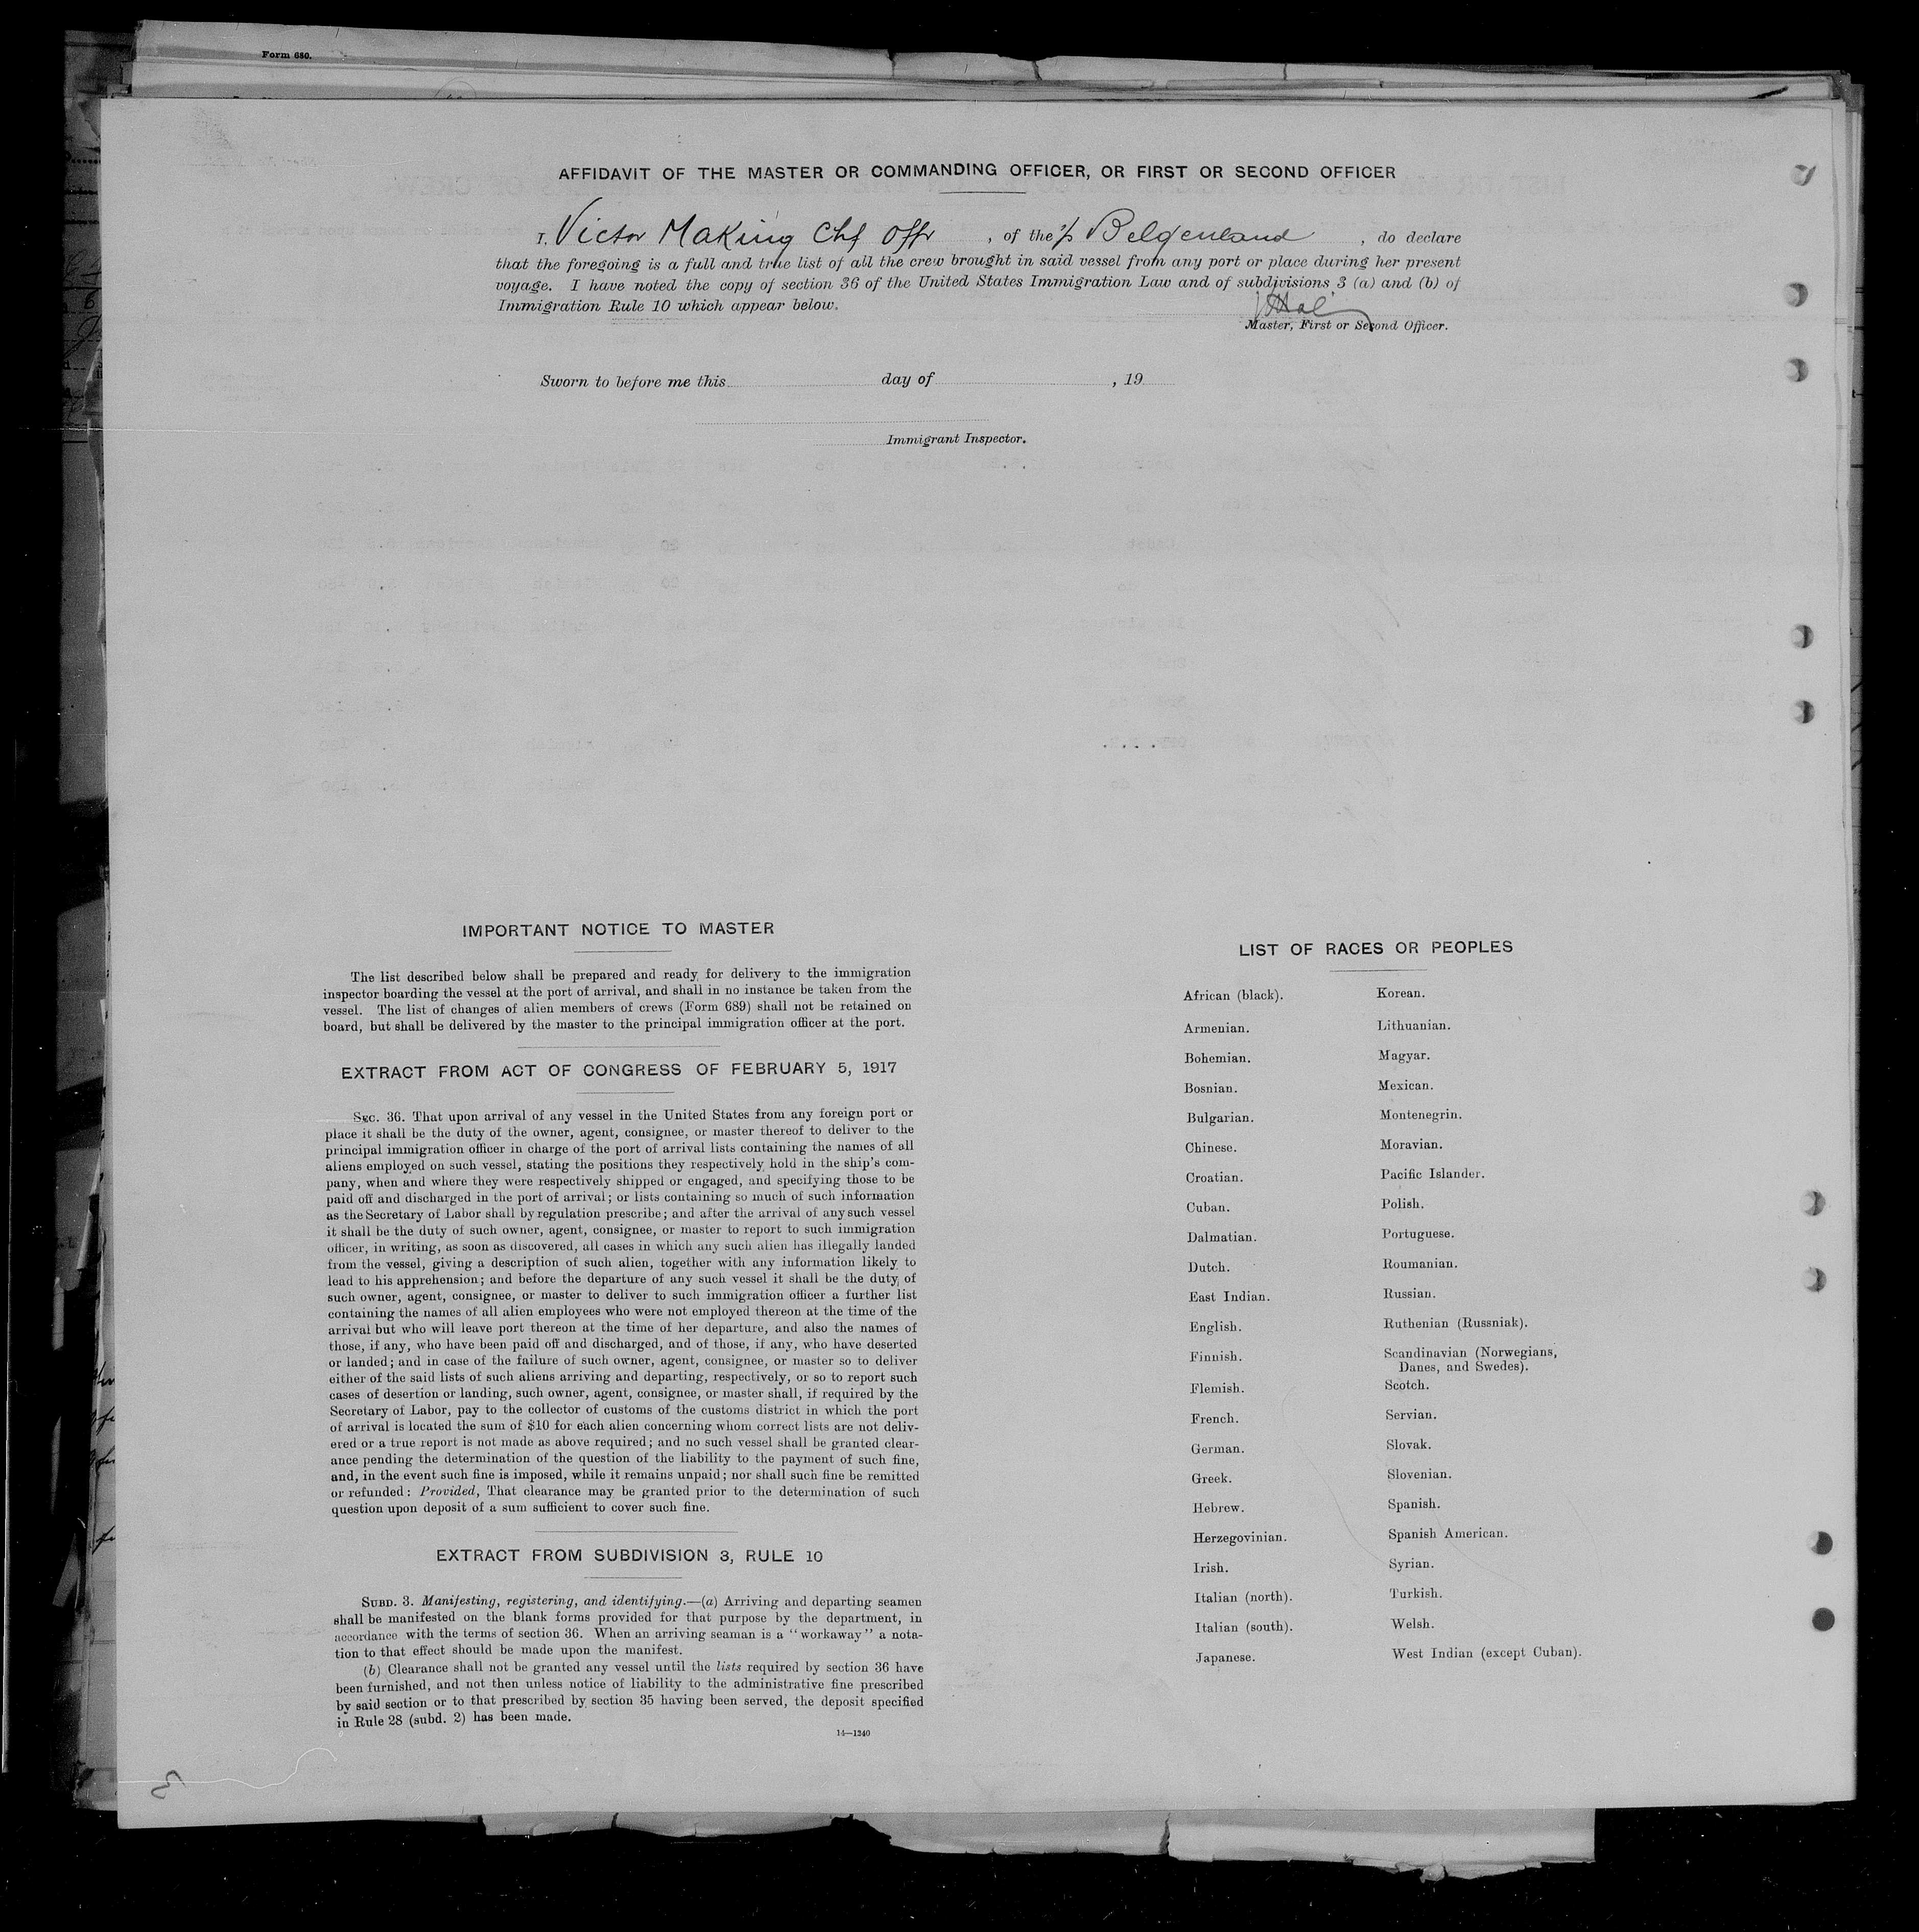 Form 680.
AFFIDAVIT OF THE MASTER OR COMMANDING OFFICER, OR FIRST OR SECOND OFFICER
I, Victor Making Chf Offr, of the s/s Belgenland, do declare
that the foregoing is a full and true list of all the crew brought in said vessel from any port or place during her present
voyage. I have noted the copy of section 36 of the United States Immigration Law and of subdivisions 3 (a) and (b) of
Immigration Rule 10 which appear below.
Master, First or Second Officer.
Sworn to before me this day of , 19
Immigrant Inspector.
IMPORTANT NOTICE TO MASTER
The list described below shall be prepared and ready for delivery to the immigration
inspector boarding the vessel at the port of arrival, and shall in no instance be taken from the
vessel. The list of changes of alien members of crews (Form 689) shall not be retained on
board, but shall be delivered by the master to the principal immigration officer at the port.
EXTRACT FROM ACT OF CONGRESS OF FEBRUARY 5, 1917
SEC. 36. That upon arrival of any vessel in the United States from any foreign port or
place it shall be the duty of the owner, agent, consignee, or master thereof to deliver to the
principal immigration officer in charge of the port of arrival lists containing the names of all
aliens employed on such vessel, stating the positions they respectively hold in the ship's com-
pany, when and where they were respectively shipped or engaged, and specifying those to be
paid off and discharged in the port of arrival; or lists containing so much of such information
as the Secretary of Labor shall by regulation prescribe; and after the arrival of any such vessel
it shall be the duty of such owner, agent, consignee, or master to report to such immigration
officer, in writing, as soon as discovered, all cases in which any such alien has illegally landed
from the vessel, giving a description of such alien, together with any information likely to
lead to his apprehension; and before the departure of any such vessel it shall be the duty of
such owner, agent, consignee, or master to deliver to such immigration officer a further list
containing the names of all alien employees who were not employed thereon at the time of the
arrival but who will leave port thereon at the time of her departure, and also the names of
those, if any, who have been paid off and discharged, and of those, if any, who have deserted
or landed; and in case of the failure of such owner, agent, consignee, or master so to deliver
either of the said lists of such aliens arriving and departing, respectively, or so to report such
cases of desertion or landing, such owner, agent, consignee, or master shall, if required by the
Secretary of Labor, pay to the collector of customs of the customs district in which the port
of arrival is located the sum of $10 for each alien concerning whom correct lists are not deliv-
ered or a true report is not made as above required; and no such vessel shall be granted clear-
ance pending the determination of the question of the liability to the payment of such fine,
and, in the event such fine is imposed, while it remains unpaid; nor shall such fine be remitted
or refunded: Provided, That clearance may be granted prior to the determination of such
question upon deposit of a sum sufficient to cover such fine.
EXTRACT FROM SUBDIVISION 3, RULE 10
SUBD. 3. Manifesting, registering, and identifying.—(a) Arriving and departing seamen
shall be manifested on the blank forms provided for that purpose by the department, in
accordance with the terms of section 36. When an arriving seaman is a "workaway" a nota-
tion to that effect should be made upon the manifest.
(b) Clearance shall not be granted any vessel until the lists required by section 36 have
been furnished, and not then unless notice of liability to the administrative fine prescribed
by said section or to that prescribed by section 35 having been served, the deposit specified
in Rule 28 (subd. 2) has been made.
14—1240
LIST OF RACES OR PEOPLES
African (black).
Armenian.
Bohemian.
Bosnian.
Bulgarian.
Chinese.
Croatian.
Cuban.
Dalmatian.
Dutch.
East Indian.
English.
Finnish.
Flemish.
French.
German.
Greek.
Hebrew.
Herzegovinian.
Irish.
Italian (north).
Italian (south).
Japanese.
Korean.
Lithuanian.
Magyar.
Mexican.
Montenegrin.
Moravian.
Pacific Islander.
Polish.
Portuguese.
Roumanian.
Russian.
Ruthenian (Russniak).
Scandinavian (Norwegians,
Danes, and Swedes).
Scotch.
Servian.
Slovak.
Slovenian.
Spanish.
Spanish American.
Syrian.
Turkish.
Welsh.
West Indian (except Cuban).
3